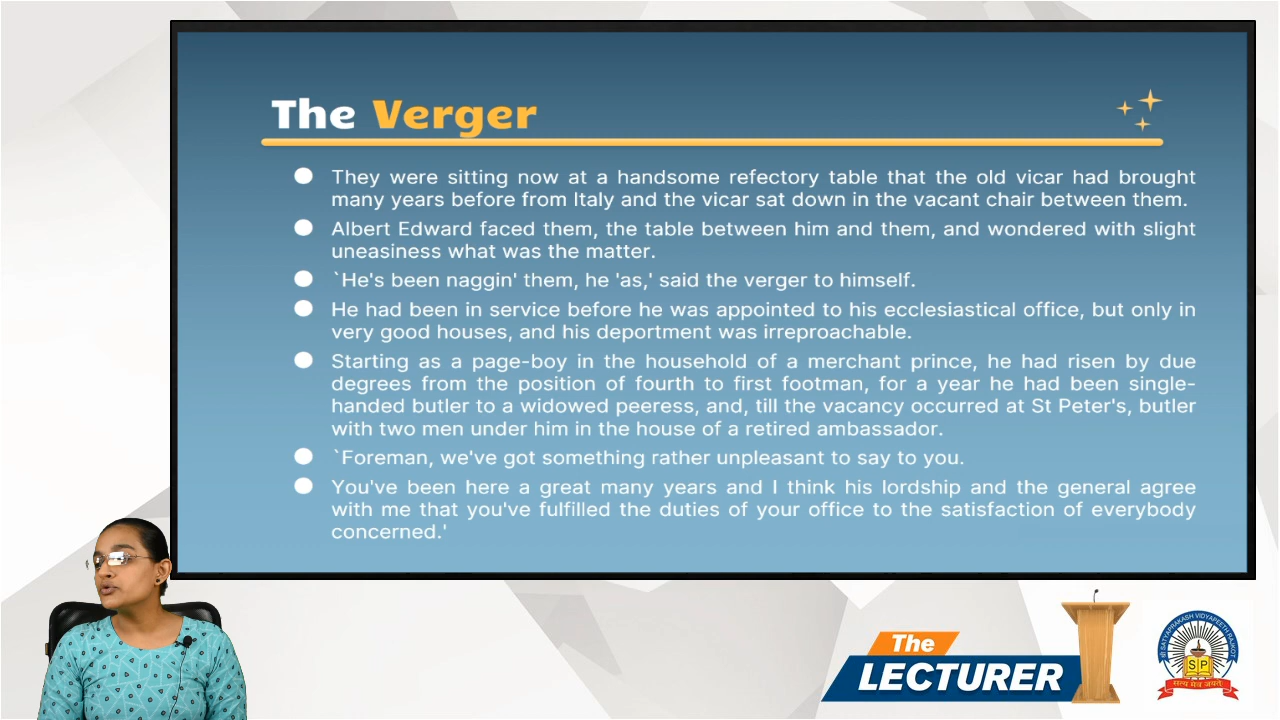 The Verger
They were sitting now at a handsome refectory table that the old vicar had brought
many years before from Italy and the vicar sat down in the vacant chair between them.
Albert Edward faced them, the table between him and them, and wondered with slight
uneasiness what was the matter.
`He's been naggin' them, he 'as,' said the verger to himself.
He had been in service before he was appointed to his ecclesiastical office, but only in
very good houses, and his deportment was irreproachable.
Starting as a page-boy in the household of a merchant prince, he had risen by due
degrees from the position of fourth to first footman, for a year he had been single-
handed butler to a widowed peeress, and, till the vacancy occurred at St Peter's, butler
with two men under him in the house of a retired ambassador.
`Foreman, we've got something rather unpleasant to say to you.
You've been here a great many years and I think his lordship and the general agree
with me that you've fulfilled the duties of your office to the satisfaction of everybody
concerned.'
The
LECTURER
SATYAPRAKASH VIDYAPEETH RAJKOT
SP
सत्यमेव जयते